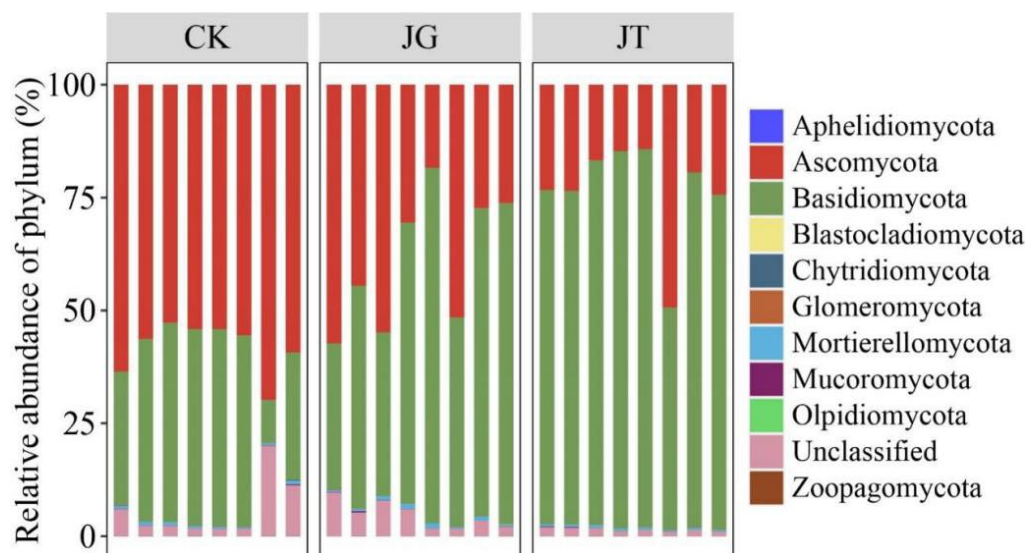 CK
JG
JT
Relative abundance of phylum (%)
100
75
50
25
0
Aphelidiomycota
Ascomycota
Basidiomycota
Blastocladiomycota
Chytridiomycota
Glomeromycota
Mortierellomycota
Mucoromycota
Olpidiomycota
Unclassified
Zoopagomycota